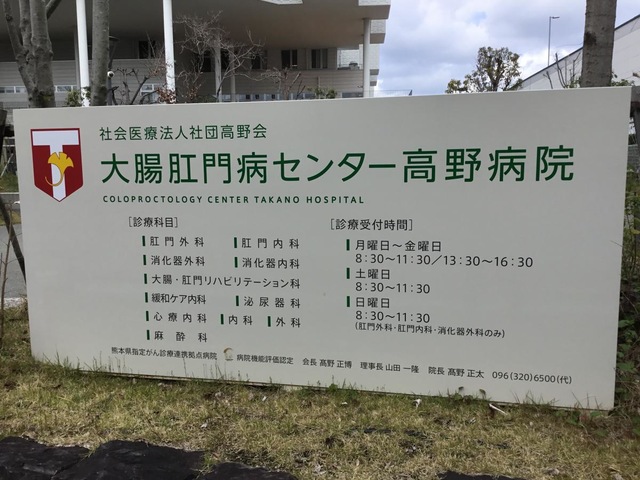 社会医療法人社団高野会
大腸肛門病センター高野病院
COLOPROCTOLOGY CENTER TAKANO HOSPITAL
[診療科目]
肛門外科 肛門内科
消化器外科 消化器内科
大腸・肛門リハビリテーション科
緩和ケア内科 泌尿器科
心療内科 内科 外科
麻酔科
[診療受付時間]
月曜日〜金曜日
8:30〜11:30/13:30〜16:30
土曜日
8:30〜11:30
日曜日
8:30〜11:30
(肛門外科・肛門内科・消化器外科のみ)
熊本県指定がん診療連携拠点病院 病院機能評価認定 会長 髙野 正博 理事長 山田 一隆 院長 髙野 正太 096(320)6500(代)